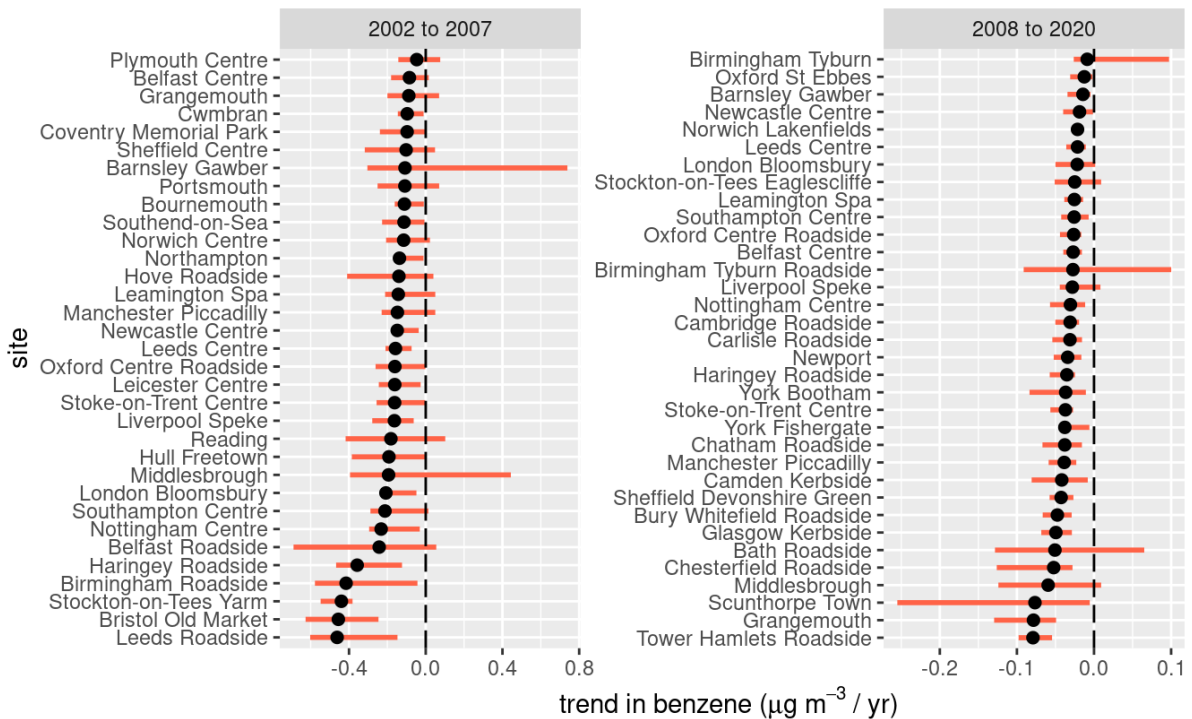 2002 to 2007
Plymouth Centre
Belfast Centre
Grangemouth
Cwmbran
Coventry Memorial Park
Sheffield Centre
Barnsley Gawber
Portsmouth
Bournemouth
Southend-on-Sea
Norwich Centre
Northampton
Hove Roadside
Leamington Spa
Manchester Piccadilly
Newcastle Centre
Leeds Centre
Oxford Centre Roadside
Leicester Centre
Stoke-on-Trent Centre
Liverpool Speke
Reading
Hull Freetown
Middlesbrough
London Bloomsbury
Southampton Centre
Nottingham Centre
Belfast Roadside
Haringey Roadside
Birmingham Roadside
Stockton-on-Tees Yarm
Bristol Old Market
Leeds Roadside
-0.4 0.0 0.4 0.8
site
2008 to 2020
Birmingham Tyburn
Oxford St Ebbes
Barnsley Gawber
Newcastle Centre
Norwich Lakenfields
Leeds Centre
London Bloomsbury
Stockton-on-Tees Eaglescliffe
Leamington Spa
Southampton Centre
Oxford Centre Roadside
Belfast Centre
Birmingham Tyburn Roadside
Liverpool Speke
Nottingham Centre
Cambridge Roadside
Carlisle Roadside
Newport
Haringey Roadside
York Bootham
Stoke-on-Trent Centre
York Fishergate
Chatham Roadside
Manchester Piccadilly
Camden Kerbside
Sheffield Devonshire Green
Bury Whitefield Roadside
Glasgow Kerbside
Bath Roadside
Chesterfield Roadside
Middlesbrough
Scunthorpe Town
Grangemouth
Tower Hamlets Roadside
-0.2 -0.1 0.0 0.1
trend in benzene (μg m⁻³ / yr)